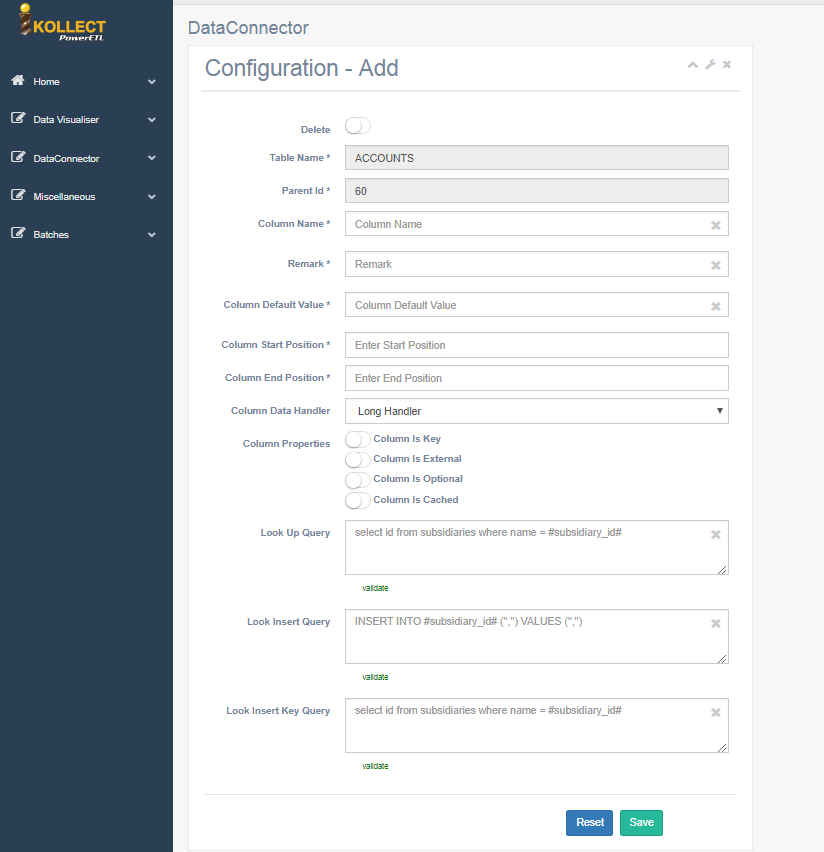 KOLLECT
PowerETL
Home
Data Visualiser
DataConnector
Miscellaneous
Batches
DataConnector
Configuration - Add
Delete
Table Name * ACCOUNTS
Parent Id * 60
Column Name * Column Name
Remark * Remark
Column Default Value * Column Default Value
Column Start Position * Enter Start Position
Column End Position * Enter End Position
Column Data Handler Long Handler
Column Properties Column Is Key
Column Is External
Column Is Optional
Column Is Cached
Look Up Query select id from subsidiaries where name = #subsidiary_id#
validate
Look Insert Query INSERT INTO #subsidiary_id# (",") VALUES (",")
validate
Look Insert Key Query select id from subsidiaries where name = #subsidiary_id#
validate
Reset Save